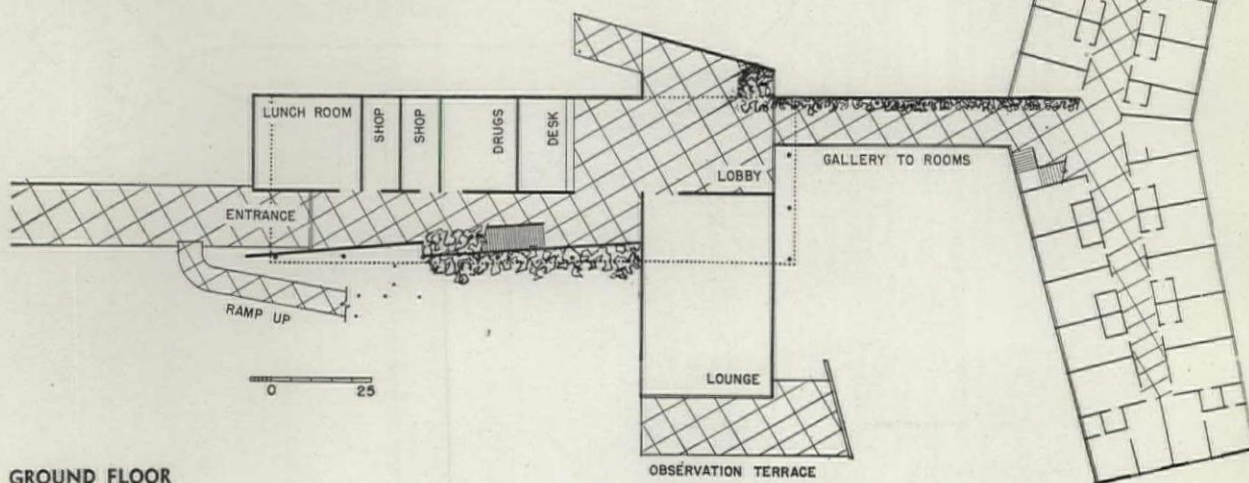 LUNCH ROOM
SHOP
SHOP
DRUGS
DESK
LOBBY
GALLERY TO ROOMS
ENTRANCE
RAMP UP
0 25
LOUNGE
OBSERVATION TERRACE
GROUND FLOOR